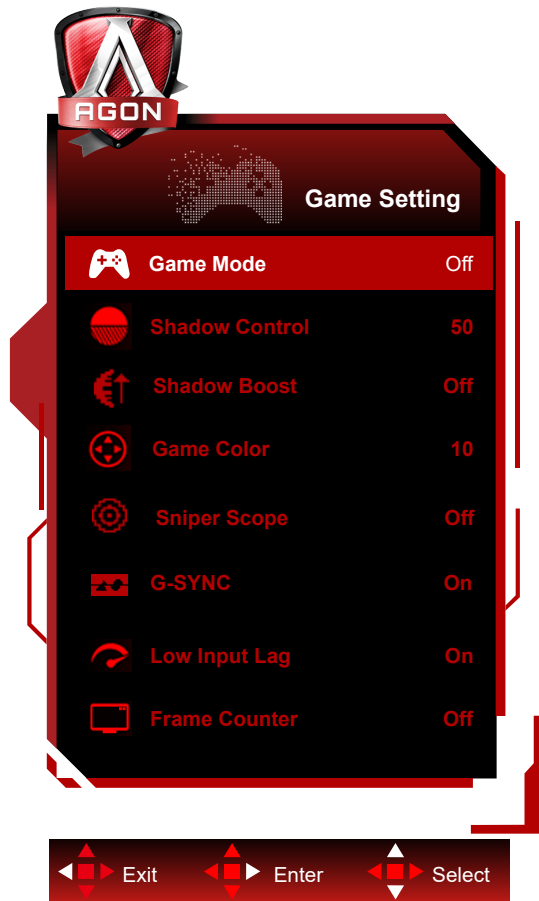 AGON
Game Setting
Game Mode Off
Shadow Control 50
Shadow Boost Off
Game Color 10
Sniper Scope Off
G-SYNC On
Low Input Lag On
Frame Counter Off
Exit Enter Select